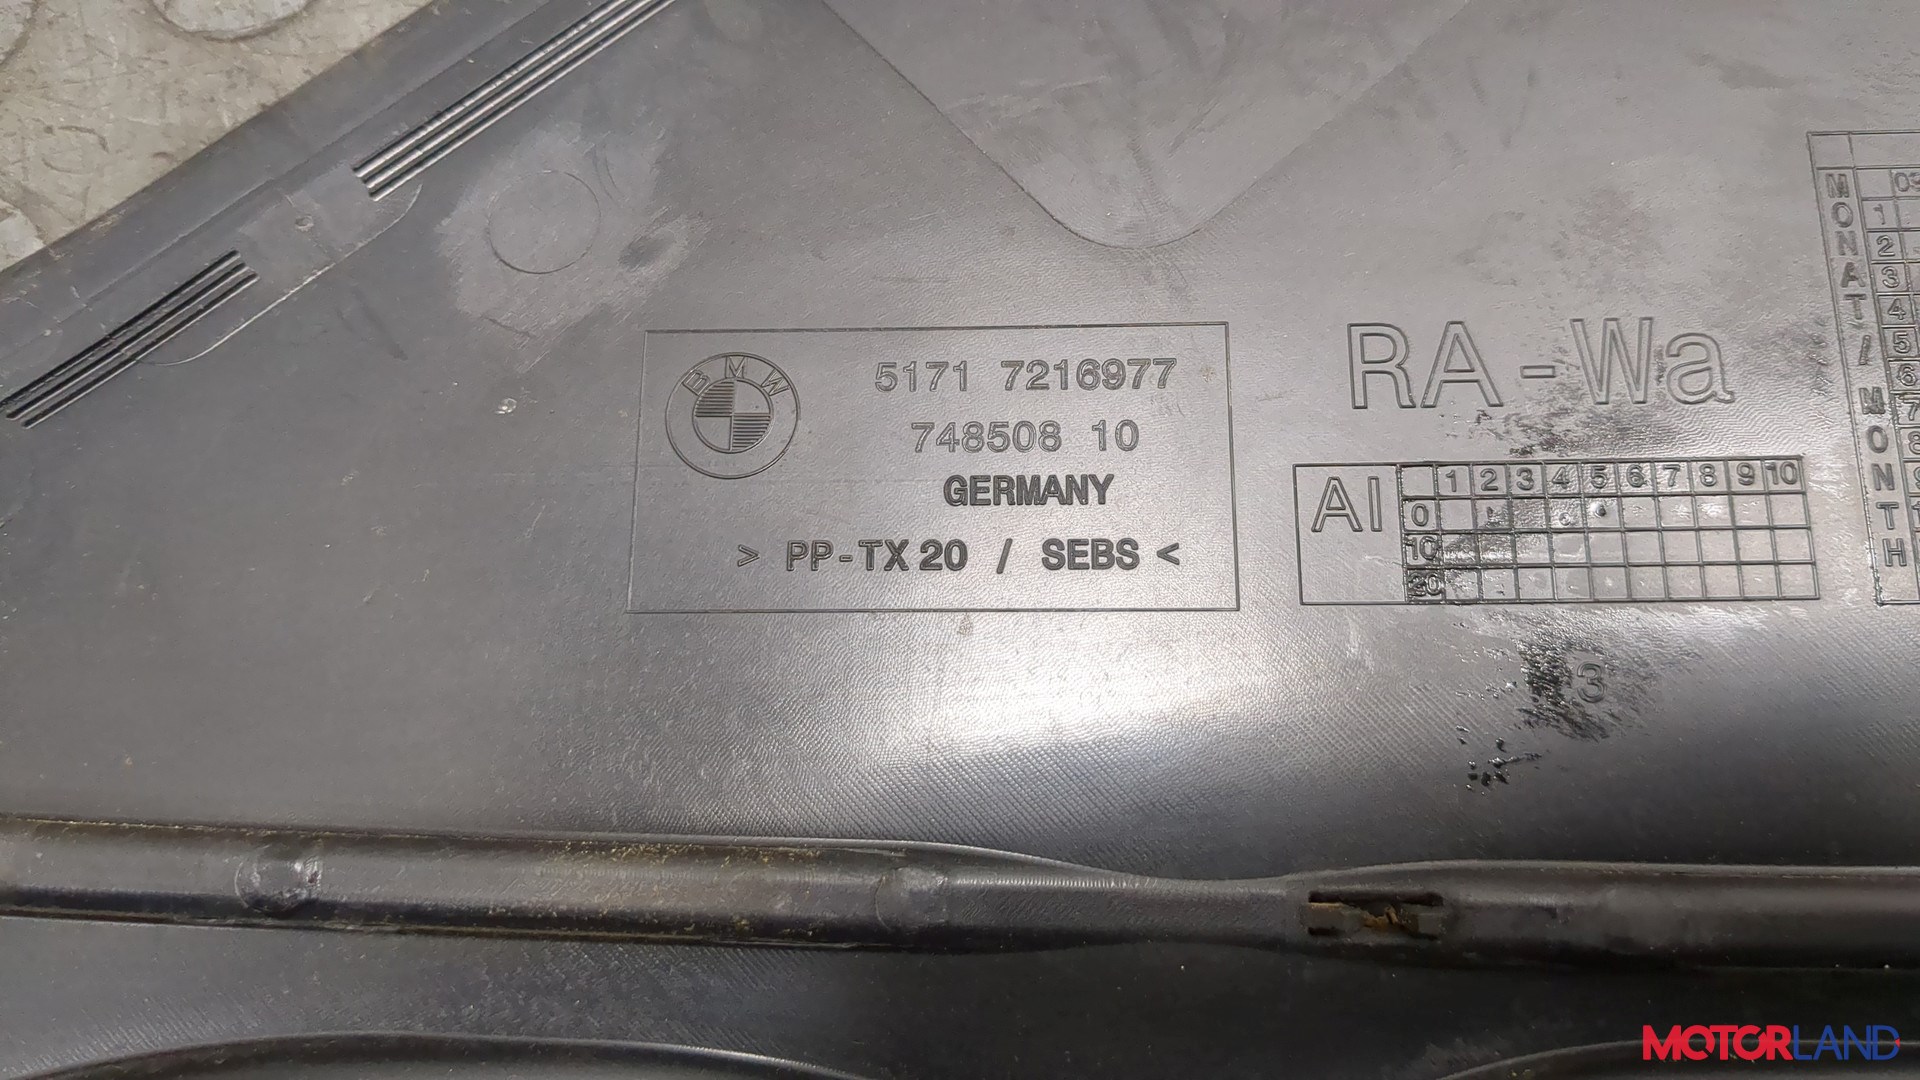 BMW
5171 7216977
748508 10
GERMANY
> PP-TX 20 / SEBS <
RA-Wa
AI 1 2 3 4 5 6 7 8 9 10
0
10
20
3
MONAT / MONTH
1
2
3
4
5
6
7
8
MOTORLAND